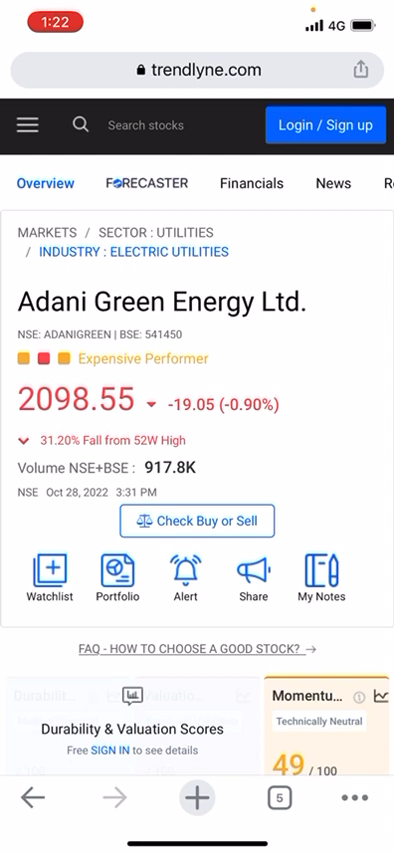 1:22
4G
trendlyne.com
Search stocks
Login / Sign up
Overview
FORECASTER
Financials
News
R
MARKETS / SECTOR : UTILITIES
/ INDUSTRY : ELECTRIC UTILITIES
Adani Green Energy Ltd.
NSE: ADANIGREEN | BSE: 541450
Expensive Performer
2098.55 -19.05 (-0.90%)
31.20% Fall from 52W High
Volume NSE+BSE : 917.8K
NSE Oct 28, 2022 3:31 PM
Check Buy or Sell
Watchlist
Portfolio
Alert
Share
My Notes
FAQ - HOW TO CHOOSE A GOOD STOCK? →
Durabilit...
Valuatio...
Momentu...
Technically Neutral
Durability & Valuation Scores
Free SIGN IN to see details
49 / 100
5